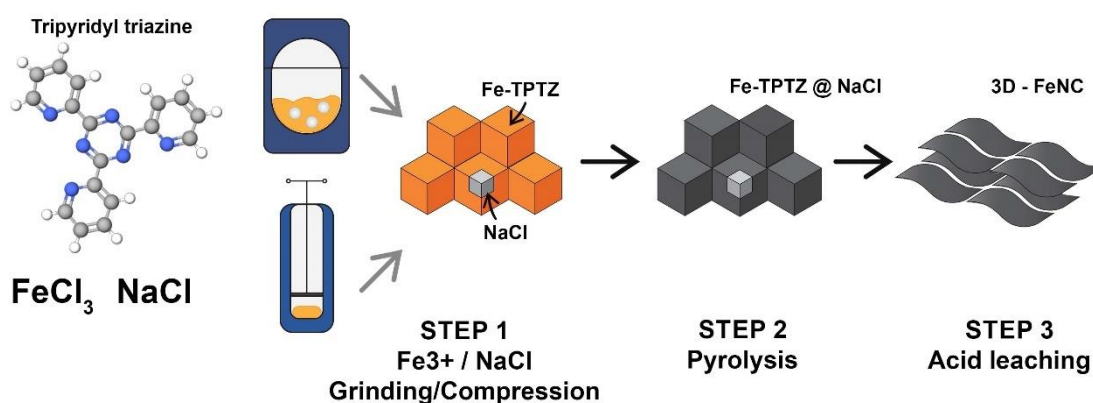 Tripyridyl triazine
FeCl₃ NaCl
Fe-TPTZ
NaCl
STEP 1
Fe3+ / NaCl
Grinding/Compression
Fe-TPTZ @ NaCl
STEP 2
Pyrolysis
3D - FeNC
STEP 3
Acid leaching